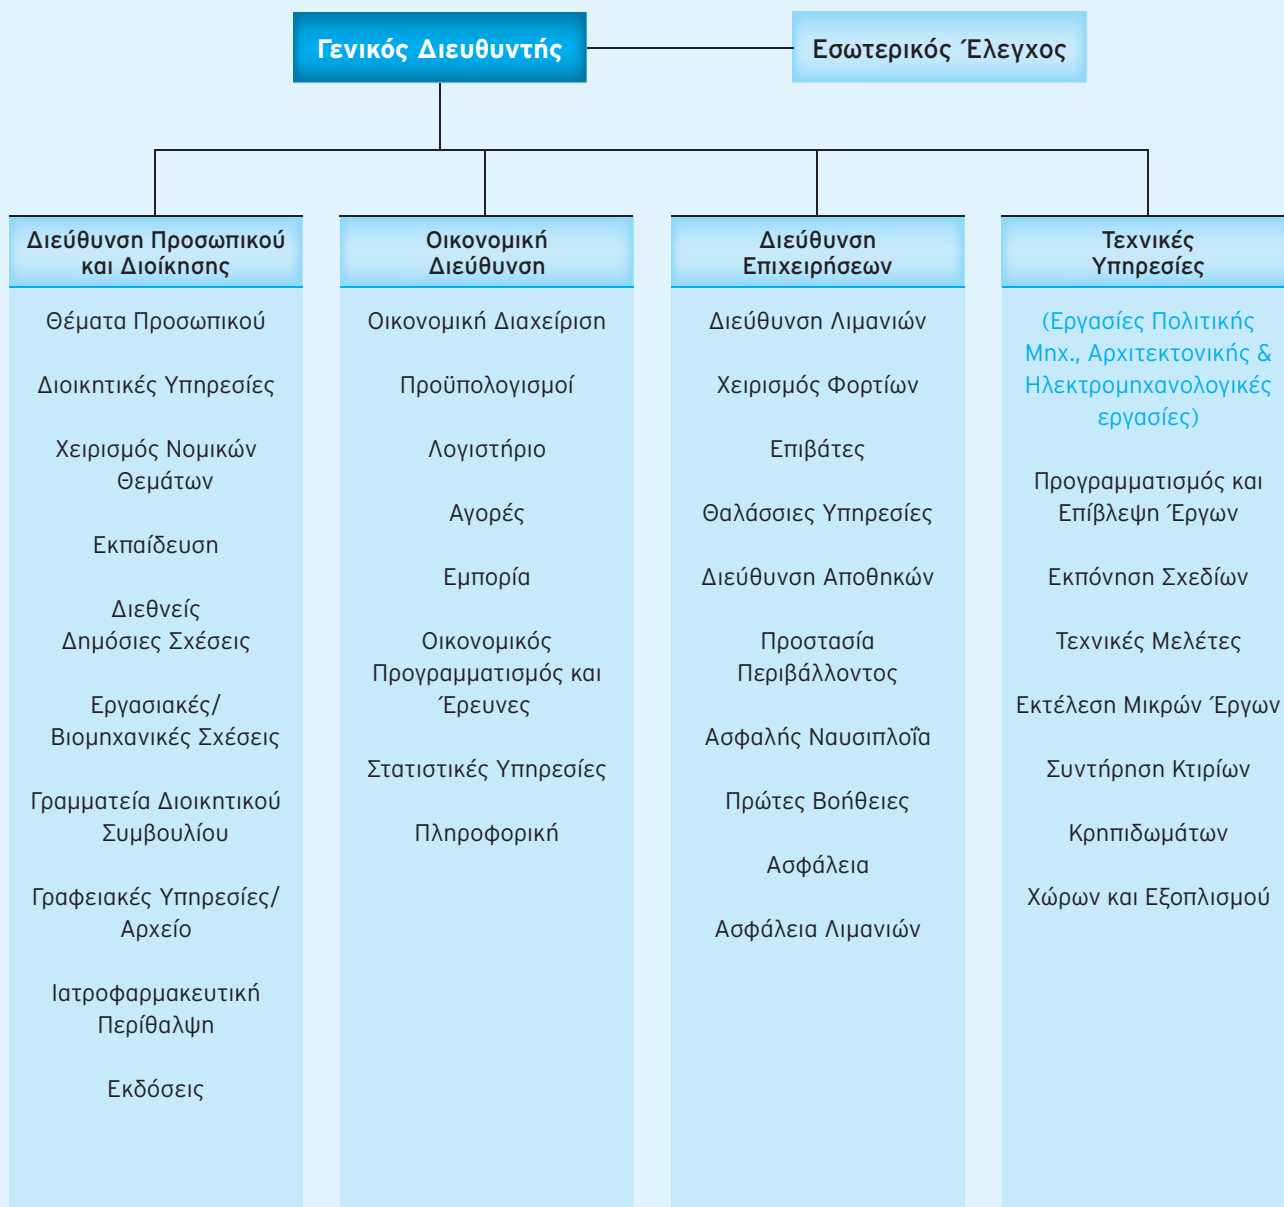 Γενικός Διευθυντής
Εσωτερικός Έλεγχος
Διεύθυνση Προσωπικού
και Διοίκησης
Θέματα Προσωπικού
Διοικητικές Υπηρεσίες
Χειρισμός Νομικών
Θεμάτων
Εκπαίδευση
Διεθνείς
Δημόσιες Σχέσεις
Εργασιακές/
Βιομηχανικές Σχέσεις
Γραμματεία Διοικητικού
Συμβουλίου
Γραφειακές Υπηρεσίες/
Αρχείο
Ιατροφαρμακευτική
Περίθαλψη
Εκδόσεις
Οικονομική
Διεύθυνση
Οικονομική Διαχείριση
Προϋπολογισμοί
Λογιστήριο
Αγορές
Εμπορία
Οικονομικός
Προγραμματισμός και
Έρευνες
Στατιστικές Υπηρεσίες
Πληροφορική
Διεύθυνση
Επιχειρήσεων
Διεύθυνση Λιμανιών
Χειρισμός Φορτίων
Επιβάτες
Θαλάσσιες Υπηρεσίες
Διεύθυνση Αποθηκών
Προστασία
Περιβάλλοντος
Ασφαλής Ναυσιπλοΐα
Πρώτες Βοήθειες
Ασφάλεια
Ασφάλεια Λιμανιών
Τεχνικές
Υπηρεσίες
(Εργασίες Πολιτικής
Μηχ., Αρχιτεκτονικής &
Ηλεκτρομηχανολογικές
εργασίες)
Προγραμματισμός και
Επίβλεψη Έργων
Εκπόνηση Σχεδίων
Τεχνικές Μελέτες
Εκτέλεση Μικρών Έργων
Συντήρηση Κτιρίων
Κρηπιδωμάτων
Χώρων και Εξοπλισμού